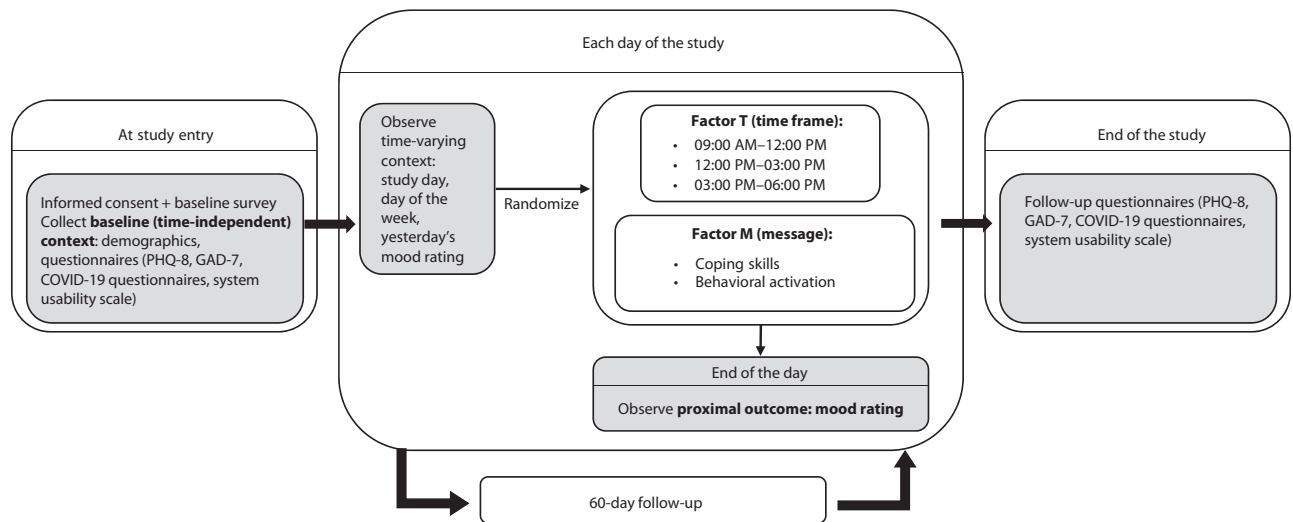 At study entry
Informed consent + baseline survey
Collect baseline (time-independent)
context: demographics,
questionnaires (PHQ-8, GAD-7,
COVID-19 questionnaires, system
usability scale)
Each day of the study
Observe
time-varying
context:
study day,
day of the
week,
yesterday's
mood rating
Randomize
Factor T (time frame):
• 09:00 AM–12:00 PM
• 12:00 PM–03:00 PM
• 03:00 PM–06:00 PM
Factor M (message):
• Coping skills
• Behavioral activation
End of the day
Observe proximal outcome: mood rating
60-day follow-up
End of the study
Follow-up questionnaires (PHQ-8,
GAD-7, COVID-19 questionnaires,
system usability scale)